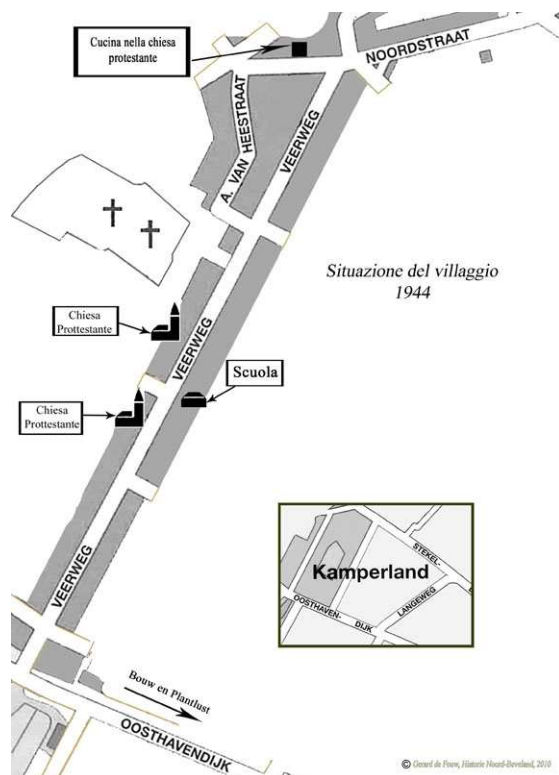 Cucina nella chiesa
protestante
NOORDSTRAAT
A. VAN HEESTRAAT
VEERWEG
Situazione del villaggio
1944
Chiesa
Prottestante
VEERWEG
Scuola
Chiesa
Prottestante
Kamperland
STEKEL-
OOSTHAVEN-
DIJK
LANGEWEG
VEERWEG
Bouw en Plantlust
OOSTHAVENDIJK
© Gerard de Fouw, Historie Noord-Beveland, 2010